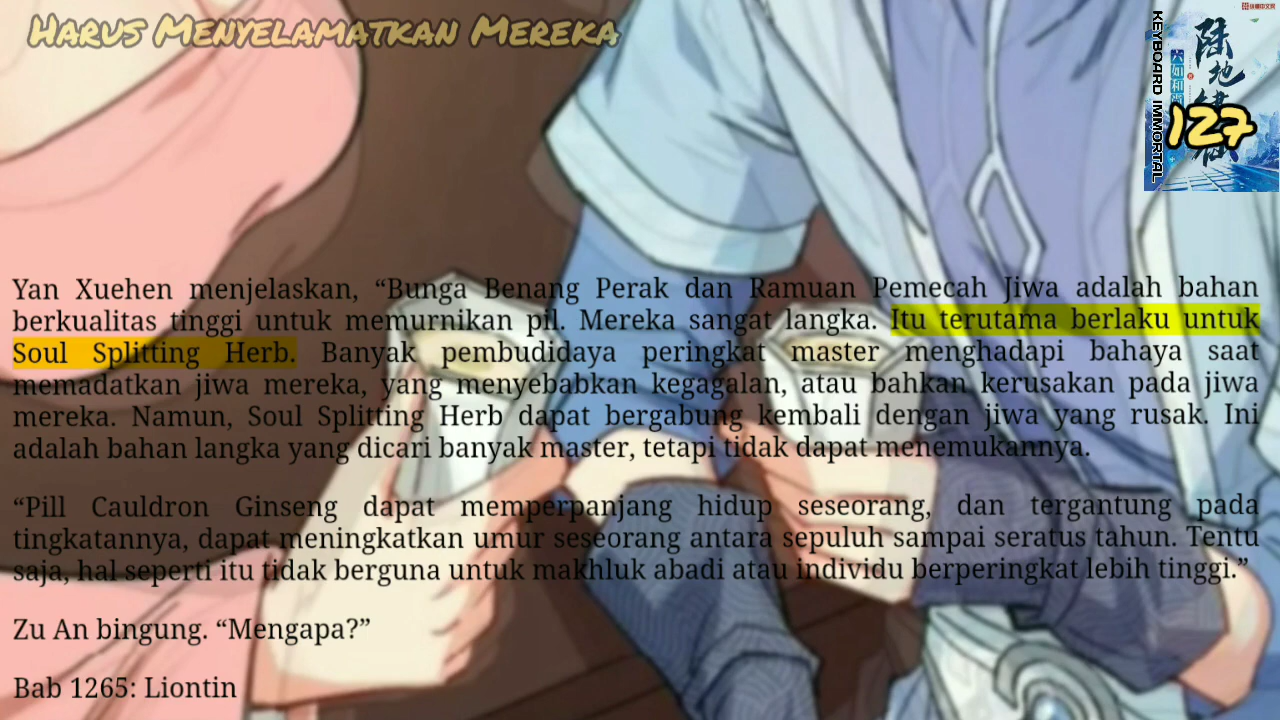 Harus Menyelamatkan Mereka
KEYBOARD IMMORTAL
127
Yan Xuehen menjelaskan, “Bunga Benang Perak dan Ramuan Pemecah Jiwa adalah bahan
berkualitas tinggi untuk memurnikan pil. Mereka sangat langka. Itu terutama berlaku untuk
Soul Splitting Herb. Banyak pembudidaya peringkat master menghadapi bahaya saat
memadatkan jiwa mereka, yang menyebabkan kegagalan, atau bahkan kerusakan pada jiwa
mereka. Namun, Soul Splitting Herb dapat bergabung kembali dengan jiwa yang rusak. Ini
adalah bahan langka yang dicari banyak master, tetapi tidak dapat menemukannya.
“Pill Cauldron Ginseng dapat memperpanjang hidup seseorang, dan tergantung pada
tingkatannya, dapat meningkatkan umur seseorang antara sepuluh sampai seratus tahun. Tentu
saja, hal seperti itu tidak berguna untuk makhluk abadi atau individu berperingkat lebih tinggi.”
Zu An bingung. “Mengapa?”
Bab 1265: Liontin